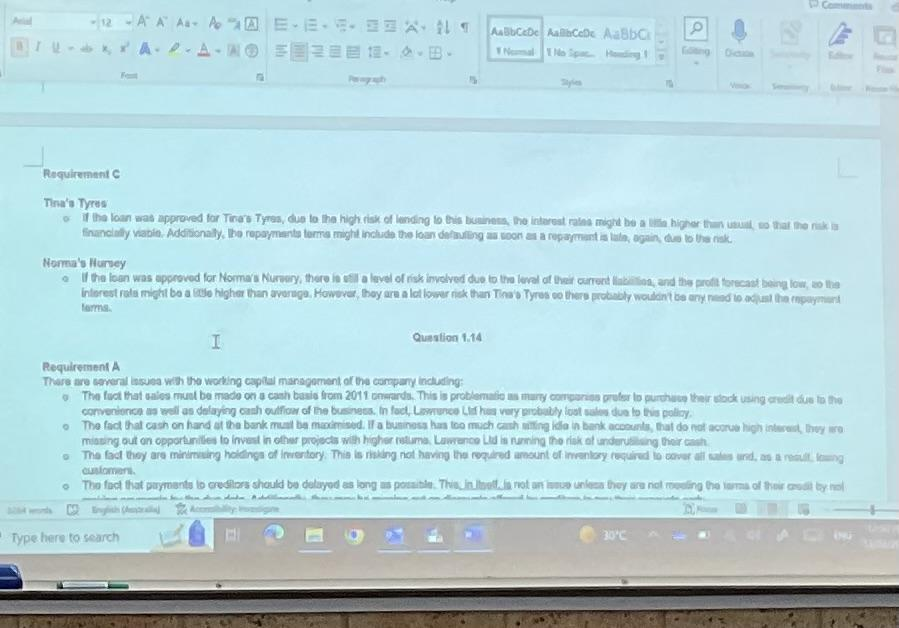 Comments
Arial
12
AaBbCcDc AaBbCcDc AaBbCc
¶ Normal ¶ No Spac... Heading 1
Editing Dictate Editor
Font
Paragraph
Styles
Requirement C
Tina's Tyres
o If the loan was approved for Tina's Tyres, due to the high risk of lending to this business, the interest rates might be a little higher than usual, so that the risk is
financially viable. Additionally, the repayments terms might include the loan defaulting as soon as a repayment is late, again, due to the risk.
Norma's Nursey
o If the loan was approved for Norma's Nursery, there is still a level of risk involved due to the level of their current liabilities, and the profit forecast being low, so the
interest rate might be a little higher than average. However, they are a lot lower risk than Tina's Tyres so there probably wouldn't be any need to adjust the repayment
terms.
Question 1.14
Requirement A
There are several issues with the working capital management of the company including:
o The fact that sales must be made on a cash basis from 2011 onwards. This is problematic as many companies prefer to purchase their stock using credit due to the
convenience as well as delaying cash outflow of the business. In fact, Lawrence Ltd has very probably lost sales due to this policy.
o The fact that cash on hand at the bank must be maximised. If a business has too much cash sitting idle in bank accounts, that do not accrue high interest, they are
missing out on opportunities to invest in other projects with higher returns. Lawrence Ltd is running the risk of underutilising their cash.
o The fact they are minimising holdings of inventory. This is risking not having the required amount of inventory required to cover all sales and, as a result, losing
customers.
o The fact that payments to creditors should be delayed as long as possible. This, in itself, is not an issue unless they are not meeting the terms of their credit by not
words English (Australia) Accessibility: Investigate Focus
Type here to search
30°C
ENG